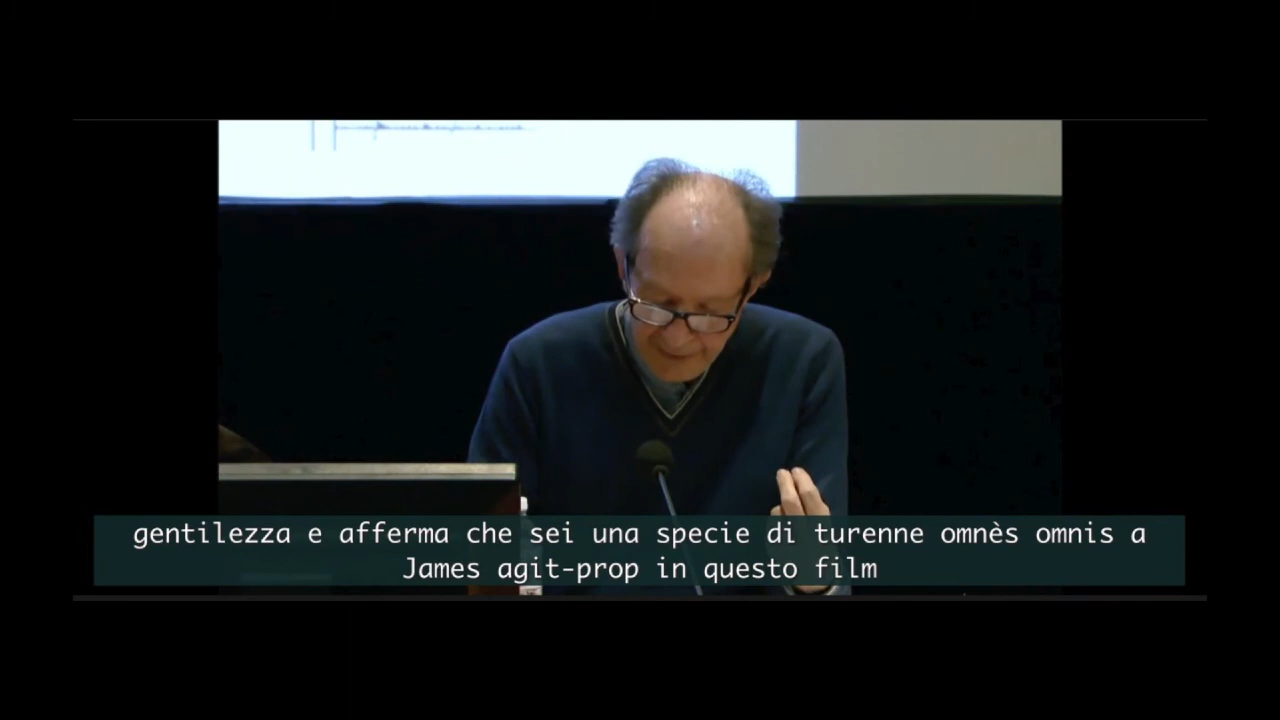 gentilezza e afferma che sei una specie di turenne omnès omnis a
James agit-prop in questo film